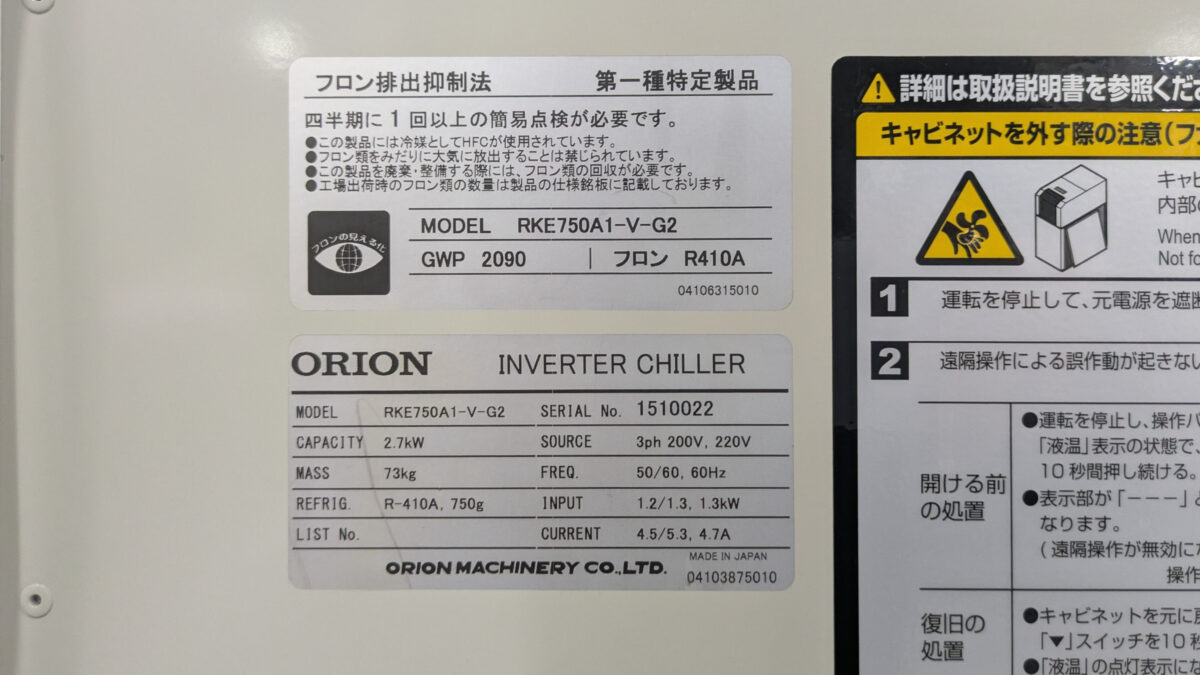 フロン排出抑制法 第一種特定製品
四半期に1回以上の簡易点検が必要です。
●この製品には冷媒としてHFCが使用されています。
●フロン類をみだりに大気に放出することは禁じられています。
●この製品を廃棄・整備する際には、フロン類の回収が必要です。
●工場出荷時のフロン類の数量は製品の仕様銘板に記載しております。
フロンの見える化
MODEL RKE750A1-V-G2
GWP 2090 フロン R410A
04106315010
ORION INVERTER CHILLER
MODEL RKE750A1-V-G2 SERIAL No. 1510022
CAPACITY 2.7kW SOURCE 3ph 200V, 220V
MASS 73kg FREQ. 50/60, 60Hz
REFRIG. R-410A, 750g INPUT 1.2/1.3, 1.3kW
LIST No. CURRENT 4.5/5.3, 4.7A
MADE IN JAPAN
ORION MACHINERY CO.,LTD. 04103875010
詳細は取扱説明書を参照くだ
キャビネットを外す際の注意(フ
キャビ
内部の
When
Not fo
1 運転を停止して、元電源を遮断
2 遠隔操作による誤作動が起きない
開ける前
の処置
●運転を停止し、操作パ
「液温」表示の状態で、
10秒間押し続ける。
●表示部が「－－－」と
なります。
(遠隔操作が無効にな
操作
復旧の
処置
●キャビネットを元に戻
「▼」スイッチを10秒
●「液温」の点灯表示にな